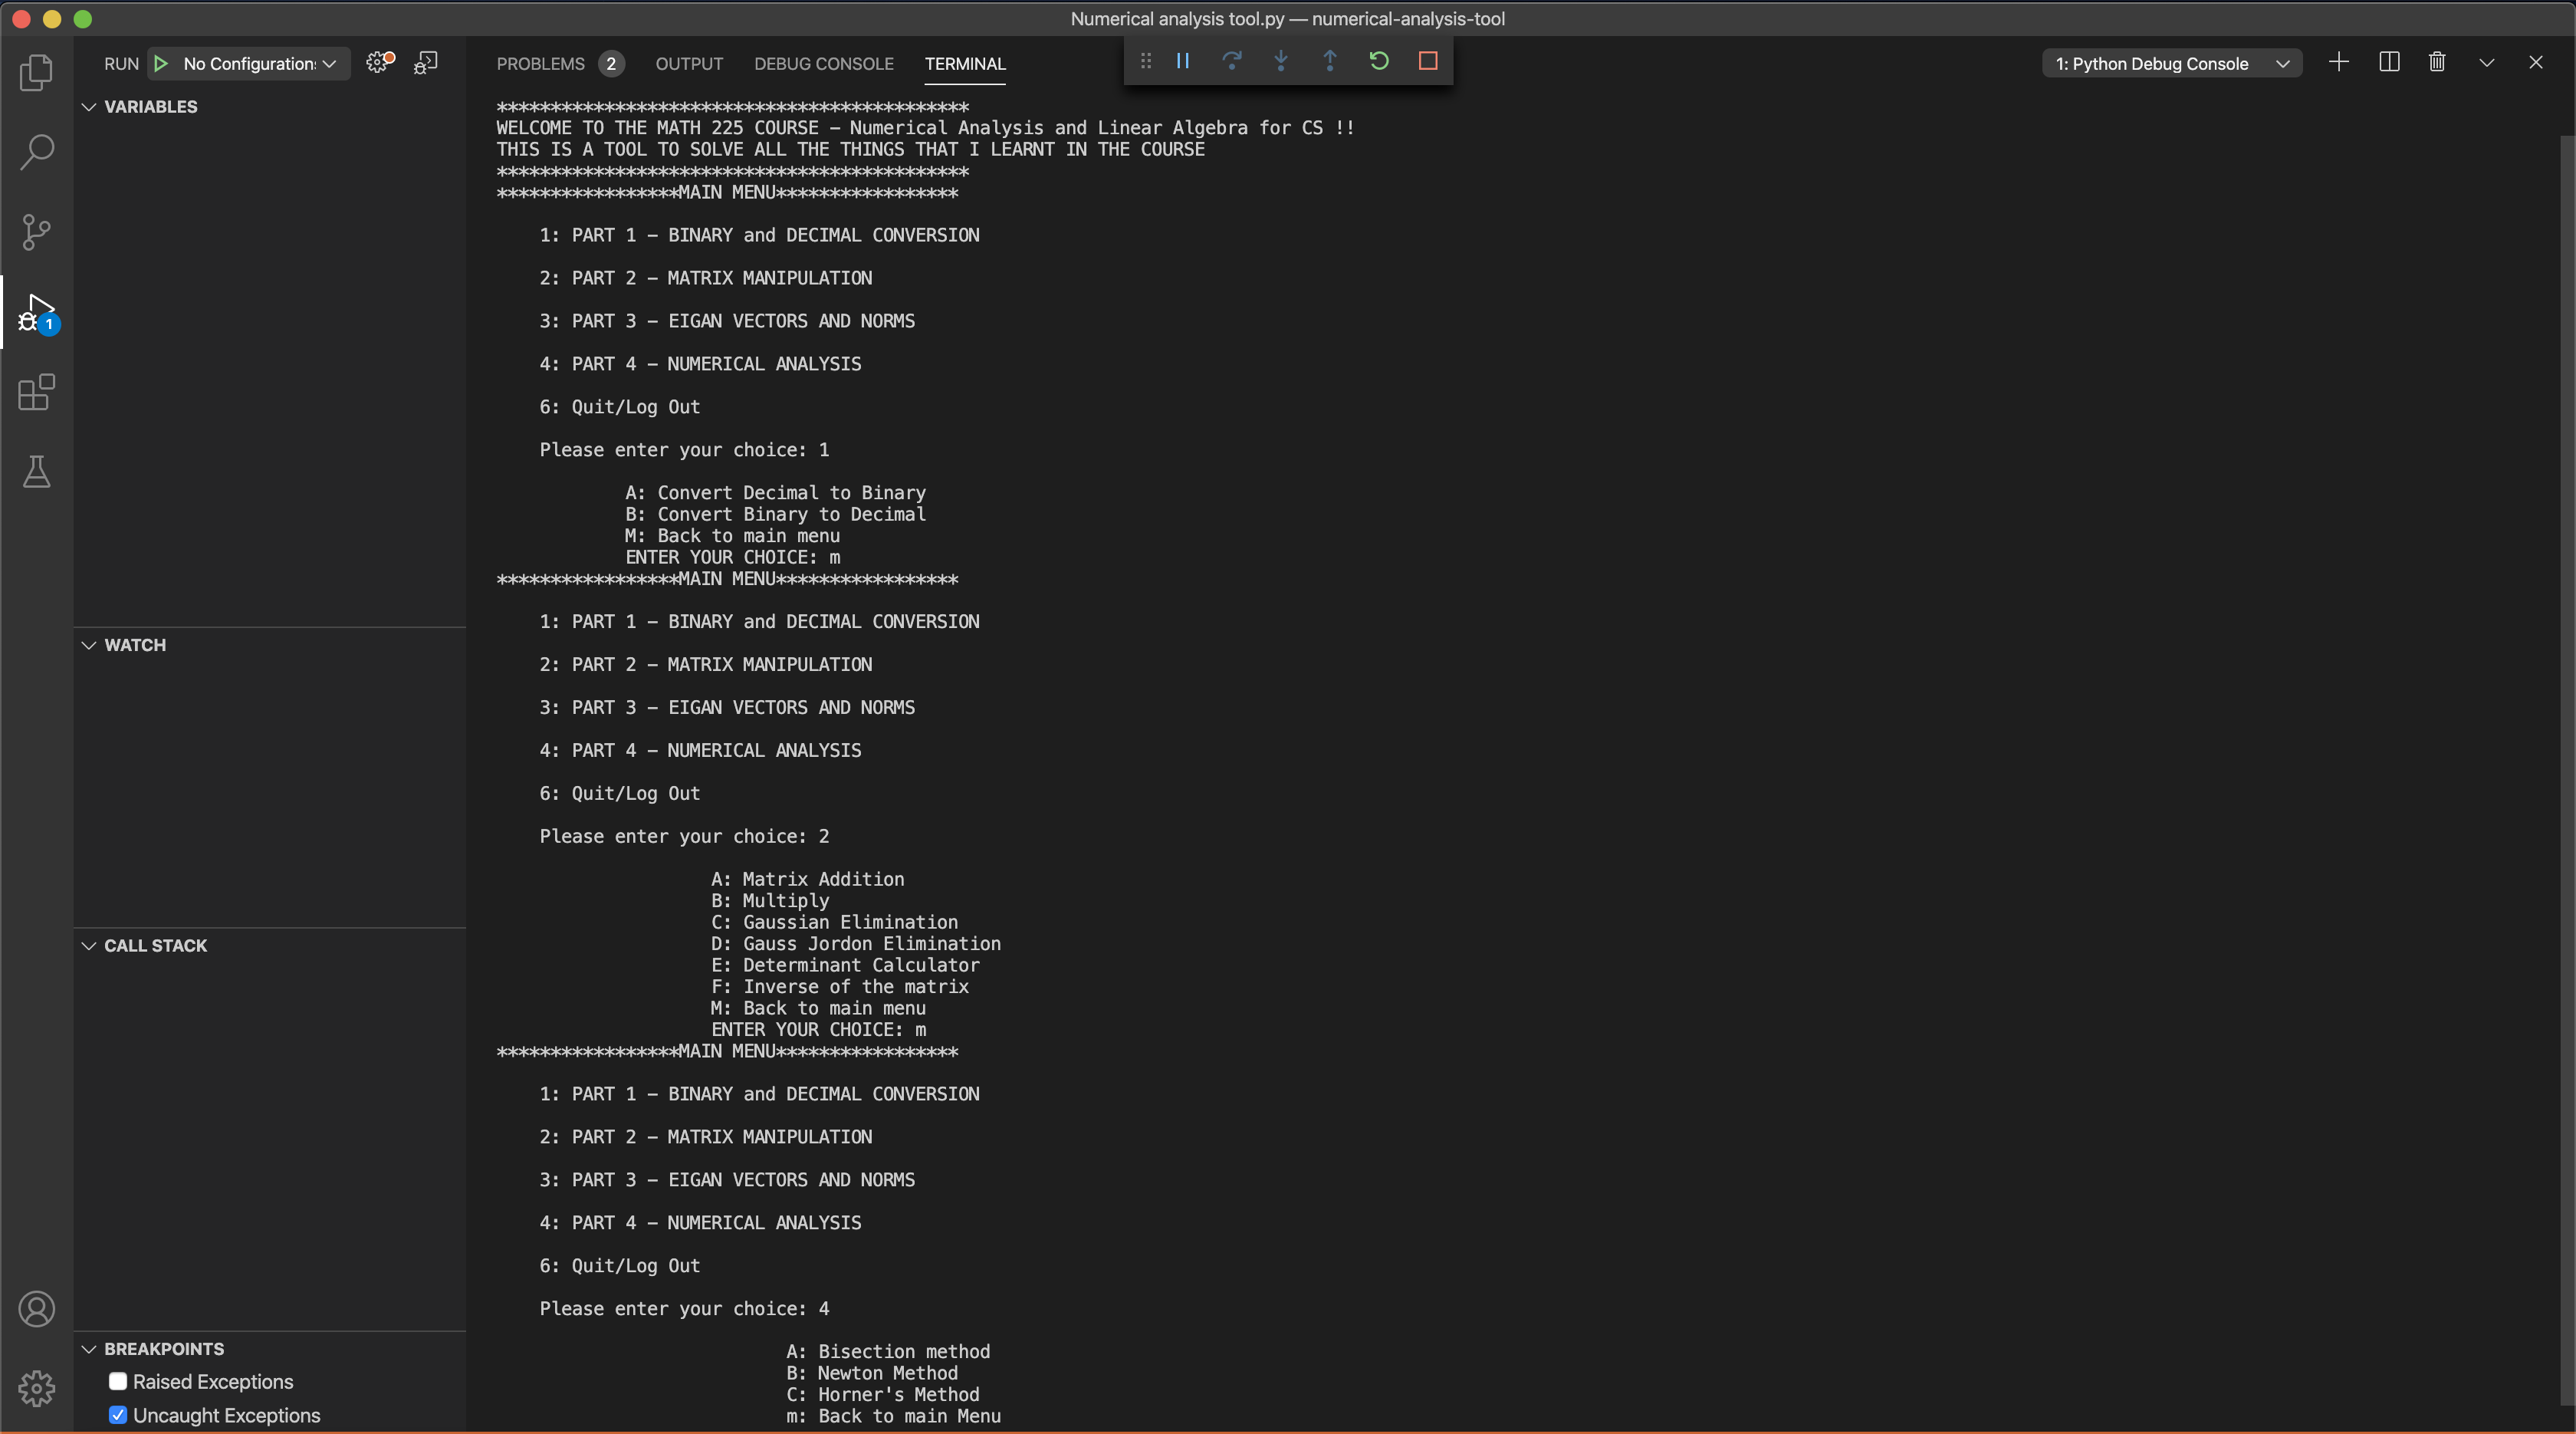 Numerical analysis tool.py — numerical-analysis-tool
RUN No Configurations
PROBLEMS 2 OUTPUT DEBUG CONSOLE TERMINAL
1: Python Debug Console
VARIABLES
WATCH
CALL STACK
BREAKPOINTS
Raised Exceptions
Uncaught Exceptions
1
********************************************
WELCOME TO THE MATH 225 COURSE - Numerical Analysis and Linear Algebra for CS !!
THIS IS A TOOL TO SOLVE ALL THE THINGS THAT I LEARNT IN THE COURSE
********************************************
*****************MAIN MENU*****************
1: PART 1 - BINARY and DECIMAL CONVERSION
2: PART 2 - MATRIX MANIPULATION
3: PART 3 - EIGAN VECTORS AND NORMS
4: PART 4 - NUMERICAL ANALYSIS
6: Quit/Log Out
Please enter your choice: 1
A: Convert Decimal to Binary
B: Convert Binary to Decimal
M: Back to main menu
ENTER YOUR CHOICE: m
*****************MAIN MENU*****************
1: PART 1 - BINARY and DECIMAL CONVERSION
2: PART 2 - MATRIX MANIPULATION
3: PART 3 - EIGAN VECTORS AND NORMS
4: PART 4 - NUMERICAL ANALYSIS
6: Quit/Log Out
Please enter your choice: 2
A: Matrix Addition
B: Multiply
C: Gaussian Elimination
D: Gauss Jordon Elimination
E: Determinant Calculator
F: Inverse of the matrix
M: Back to main menu
ENTER YOUR CHOICE: m
*****************MAIN MENU*****************
1: PART 1 - BINARY and DECIMAL CONVERSION
2: PART 2 - MATRIX MANIPULATION
3: PART 3 - EIGAN VECTORS AND NORMS
4: PART 4 - NUMERICAL ANALYSIS
6: Quit/Log Out
Please enter your choice: 4
A: Bisection method
B: Newton Method
C: Horner's Method
m: Back to main Menu